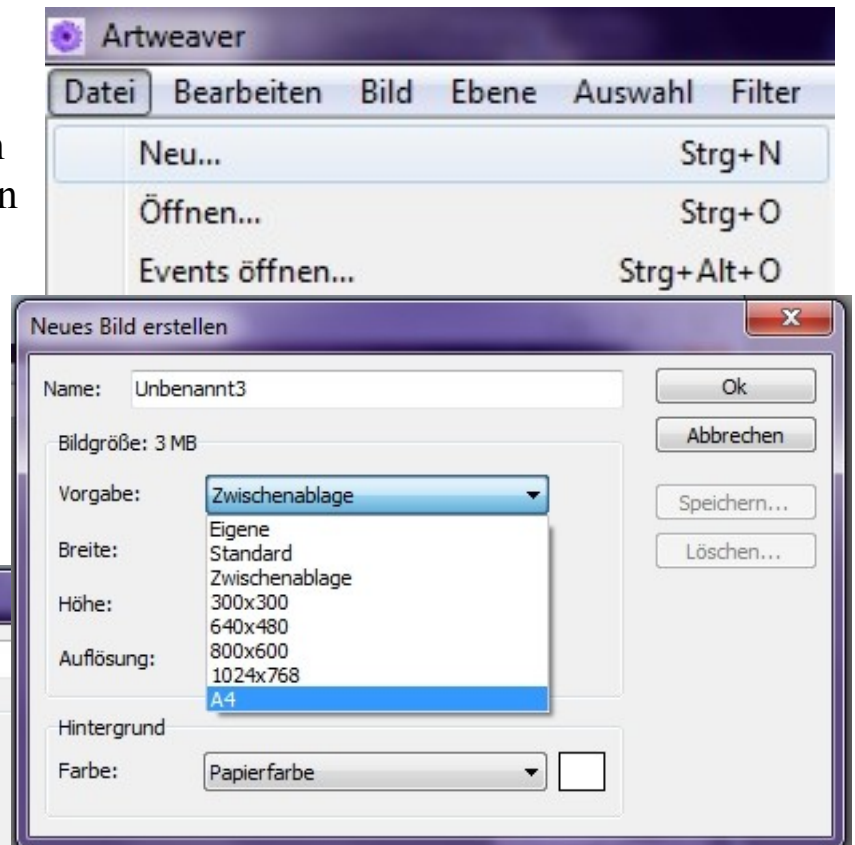 Artweaver
Datei Bearbeiten Bild Ebene Auswahl Filter
Neu... Strg+N
Öffnen... Strg+O
Events öffnen... Strg+Alt+O
n
Neues Bild erstellen
Name: Unbenannt3
Ok
Abbrechen
Bildgröße: 3 MB
Vorgabe: Zwischenablage
Speichern...
Löschen...
Eigene
Breite: Standard
Zwischenablage
Höhe: 300x300
640x480
Auflösung: 800x600
1024x768
A4
Hintergrund
Farbe: Papierfarbe